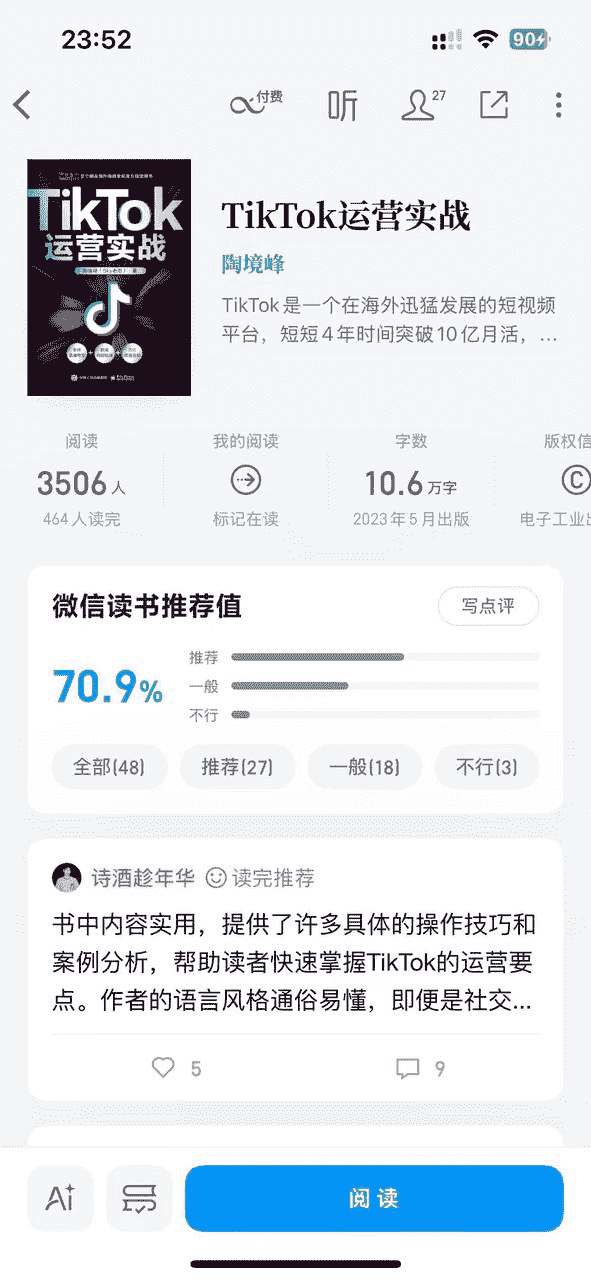 23:52
90
付费
听
27
TikTok
运营实战
TikTok运营实战
陶境峰
TikTok是一个在海外迅猛发展的短视频
平台，短短4年时间突破10亿月活，...
阅读
我的阅读
字数
版权信
3506人
10.6万字
464人读完
标记在读
2023年5月出版
电子工业出
微信读书推荐值
写点评
70.9%
推荐
一般
不行
全部(48)
推荐(27)
一般(18)
不行(3)
诗酒趁年华 读完推荐
书中内容实用，提供了许多具体的操作技巧和
案例分析，帮助读者快速掌握TikTok的运营要
点。作者的语言风格通俗易懂，即便是社交...
5
9
Ai
阅读